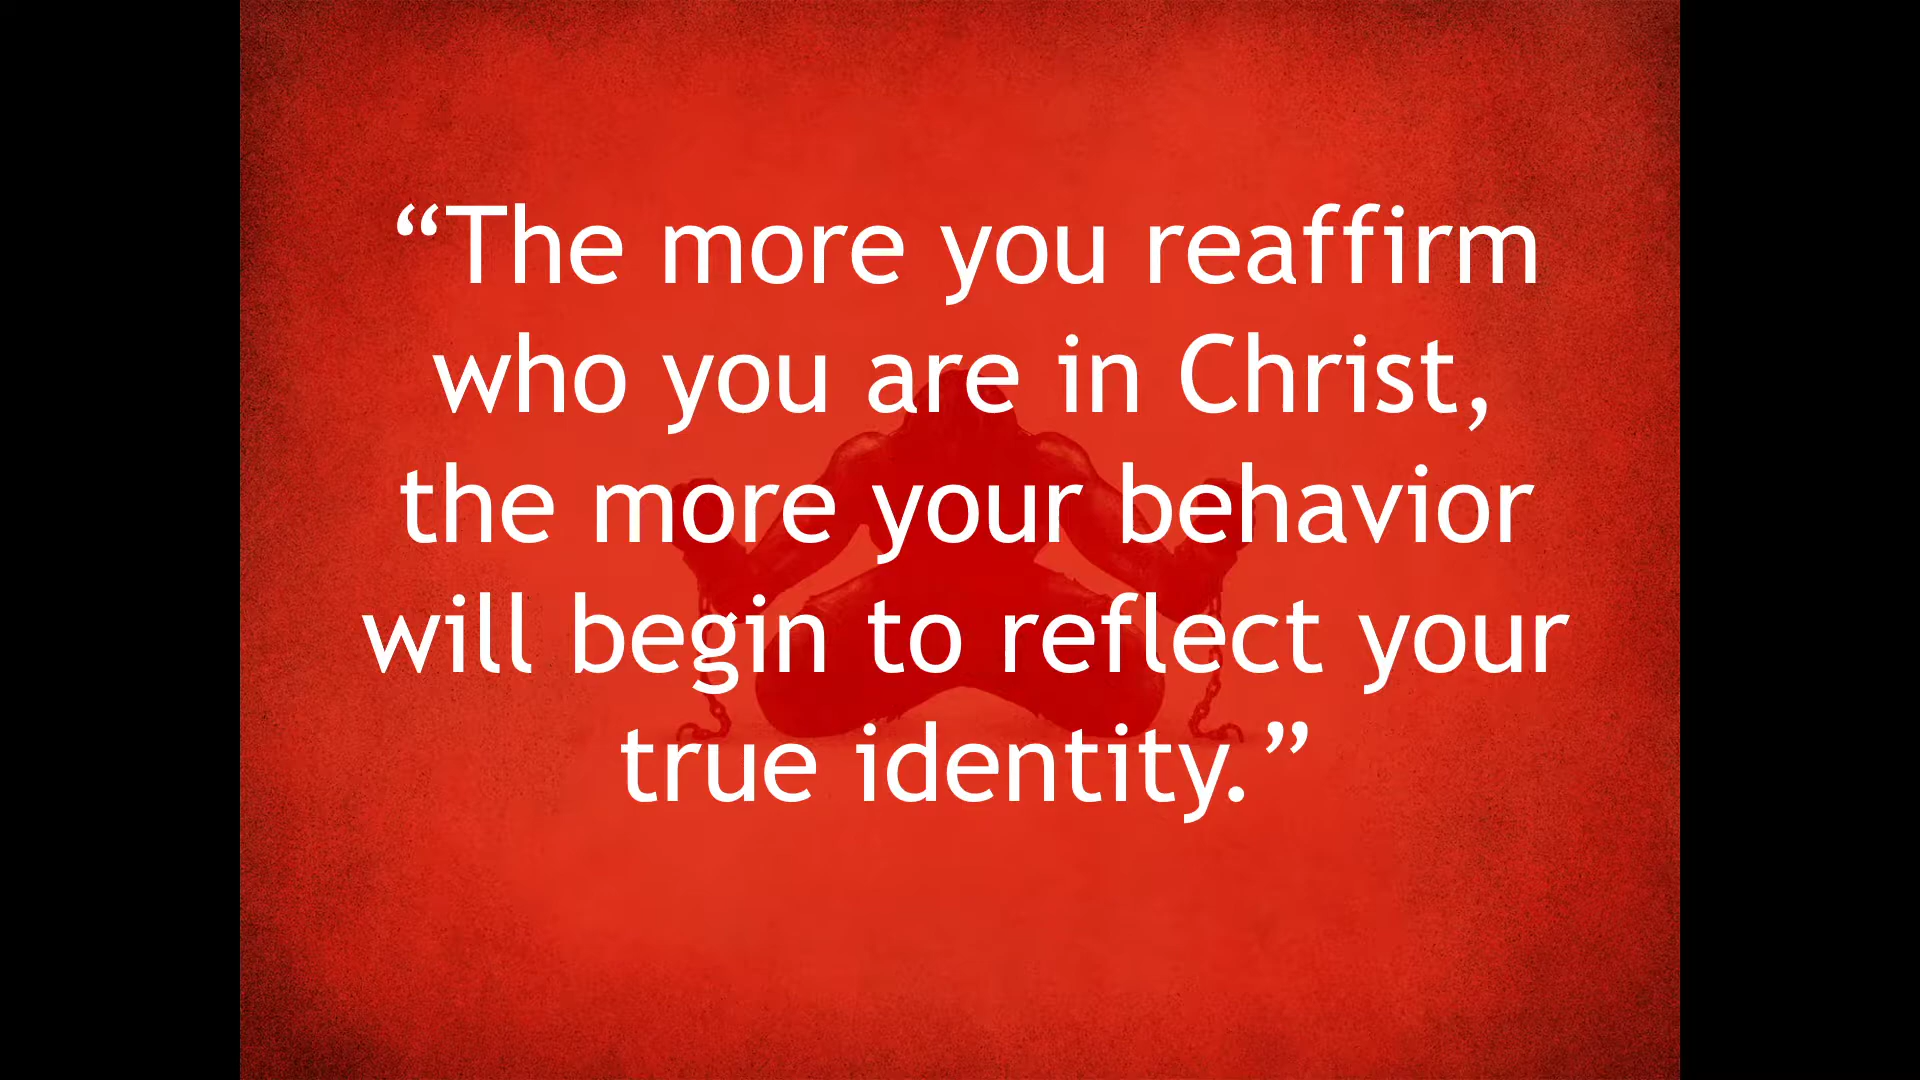 “The more you reaffirm
who you are in Christ,
the more your behavior
will begin to reflect your
true identity.”